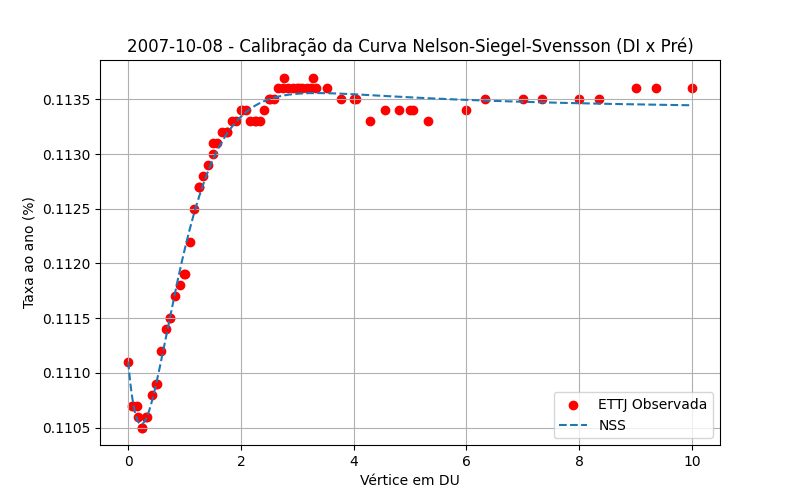 2007-10-08 - Calibração da Curva Nelson-Siegel-Svensson (DI x Pré)
Taxa ao ano (%)
0.1135
0.1130
0.1125
0.1120
0.1115
0.1110
0.1105
0 2 4 6 8 10
Vértice em DU
ETTJ Observada
NSS